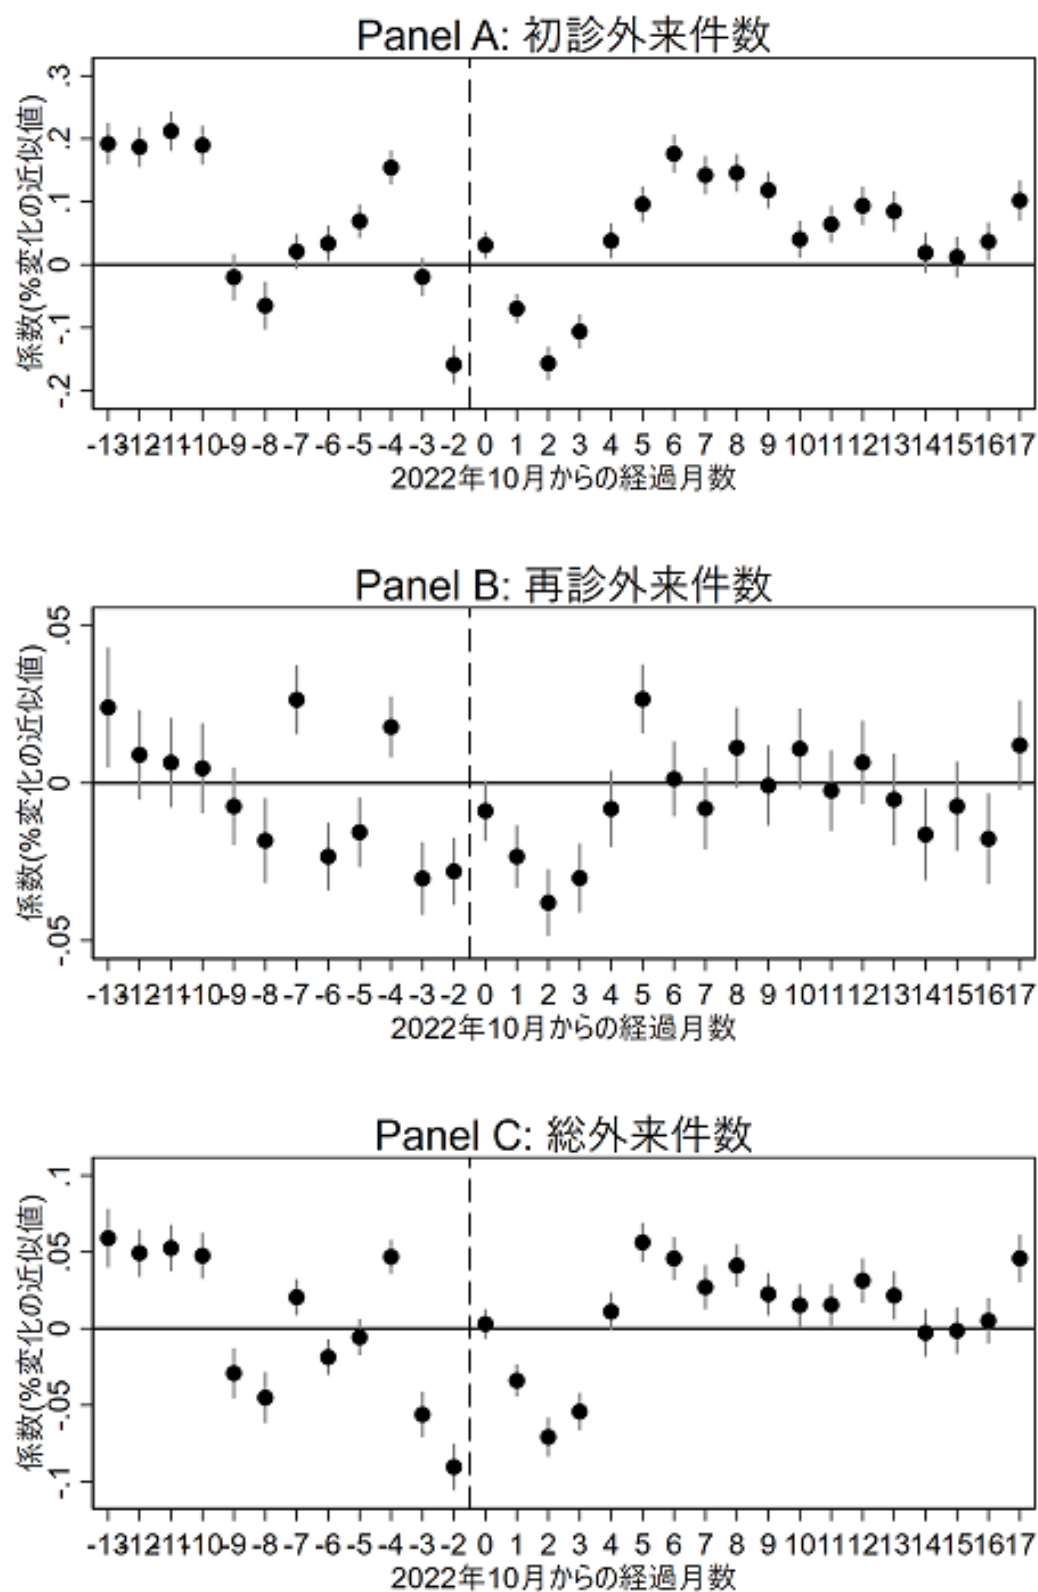 Panel A: 初診外来件数
係数(%変化の近似値)
.3
.2
.1
0
-.1
-.2
-13 -12 -11 -10 -9 -8 -7 -6 -5 -4 -3 -2 0 1 2 3 4 5 6 7 8 9 10 11 12 13 14 15 16 17
2022年10月からの経過月数
Panel B: 再診外来件数
係数(%変化の近似値)
.05
0
-.05
-13 -12 -11 -10 -9 -8 -7 -6 -5 -4 -3 -2 0 1 2 3 4 5 6 7 8 9 10 11 12 13 14 15 16 17
2022年10月からの経過月数
Panel C: 総外来件数
係数(%変化の近似値)
.1
.05
0
-.05
-.1
-13 -12 -11 -10 -9 -8 -7 -6 -5 -4 -3 -2 0 1 2 3 4 5 6 7 8 9 10 11 12 13 14 15 16 17
2022年10月からの経過月数